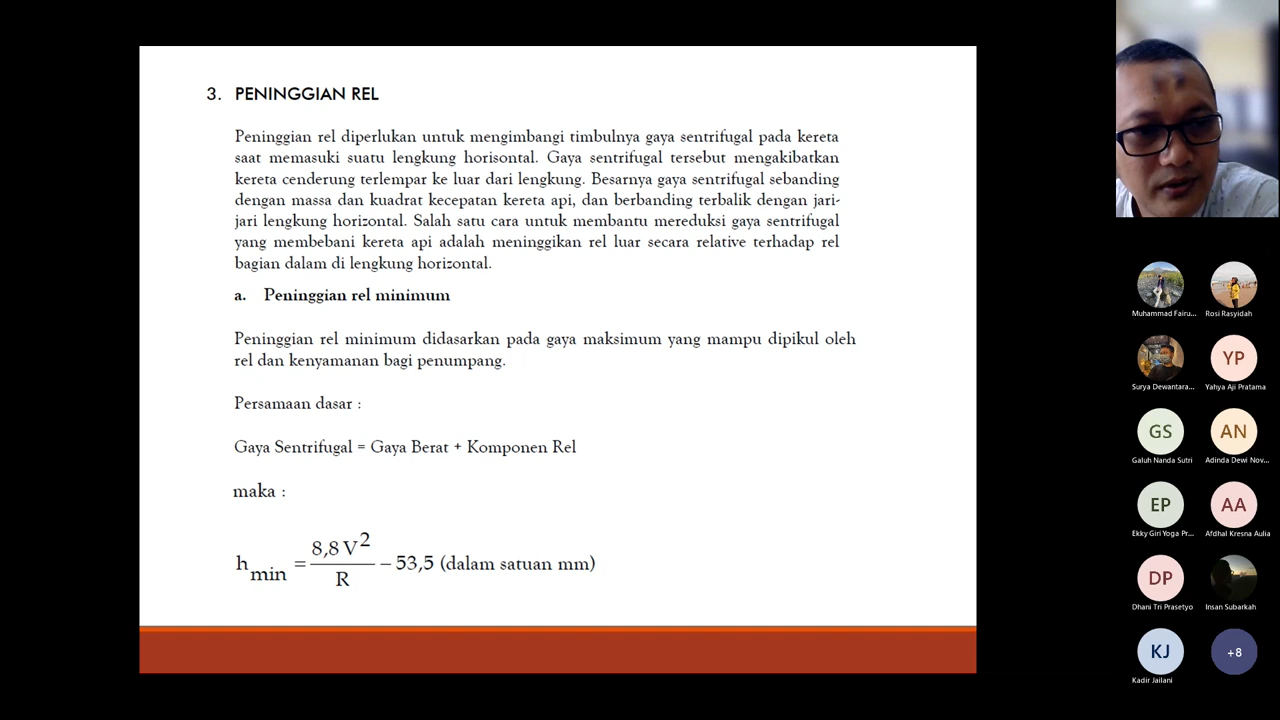 3. PENINGGIAN REL
Peninggian rel diperlukan untuk mengimbangi timbulnya gaya sentrifugal pada kereta
saat memasuki suatu lengkung horisontal. Gaya sentrifugal tersebut mengakibatkan
kereta cenderung terlempar ke luar dari lengkung. Besarnya gaya sentrifugal sebanding
dengan massa dan kuadrat kecepatan kereta api, dan berbanding terbalik dengan jari-
jari lengkung horizontal. Salah satu cara untuk membantu mereduksi gaya sentrifugal
yang membebani kereta api adalah meninggikan rel luar secara relative terhadap rel
bagian dalam di lengkung horizontal.
a. Peninggian rel minimum
Peninggian rel minimum didasarkan pada gaya maksimum yang mampu dipikul oleh
rel dan kenyamanan bagi penumpang.
Persamaan dasar :
Gaya Sentrifugal = Gaya Berat + Komponen Rel
maka :
h min = 8,8 V² / R – 53,5 (dalam satuan mm)
Muhammad Fairu...
Rosi Rasyidah
Surya Dewantara...
YP
Yahya Aji Pratama
GS
Galuh Nanda Sutri
AN
Adinda Dewi Nov...
EP
Ekky Giri Yoga Pr...
AA
Afdhal Kresna Aulia
DP
Dhani Tri Prasetyo
Insan Subarkah
KJ
Kadir Jailani
+8